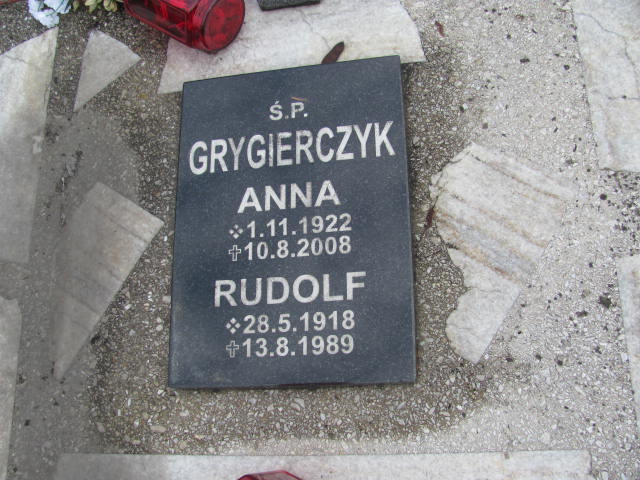 Ś.P.
GRYGIERCZYK
ANNA
1.11.1922
✝10.8.2008
RUDOLF
28.5.1918
✝13.8.1989